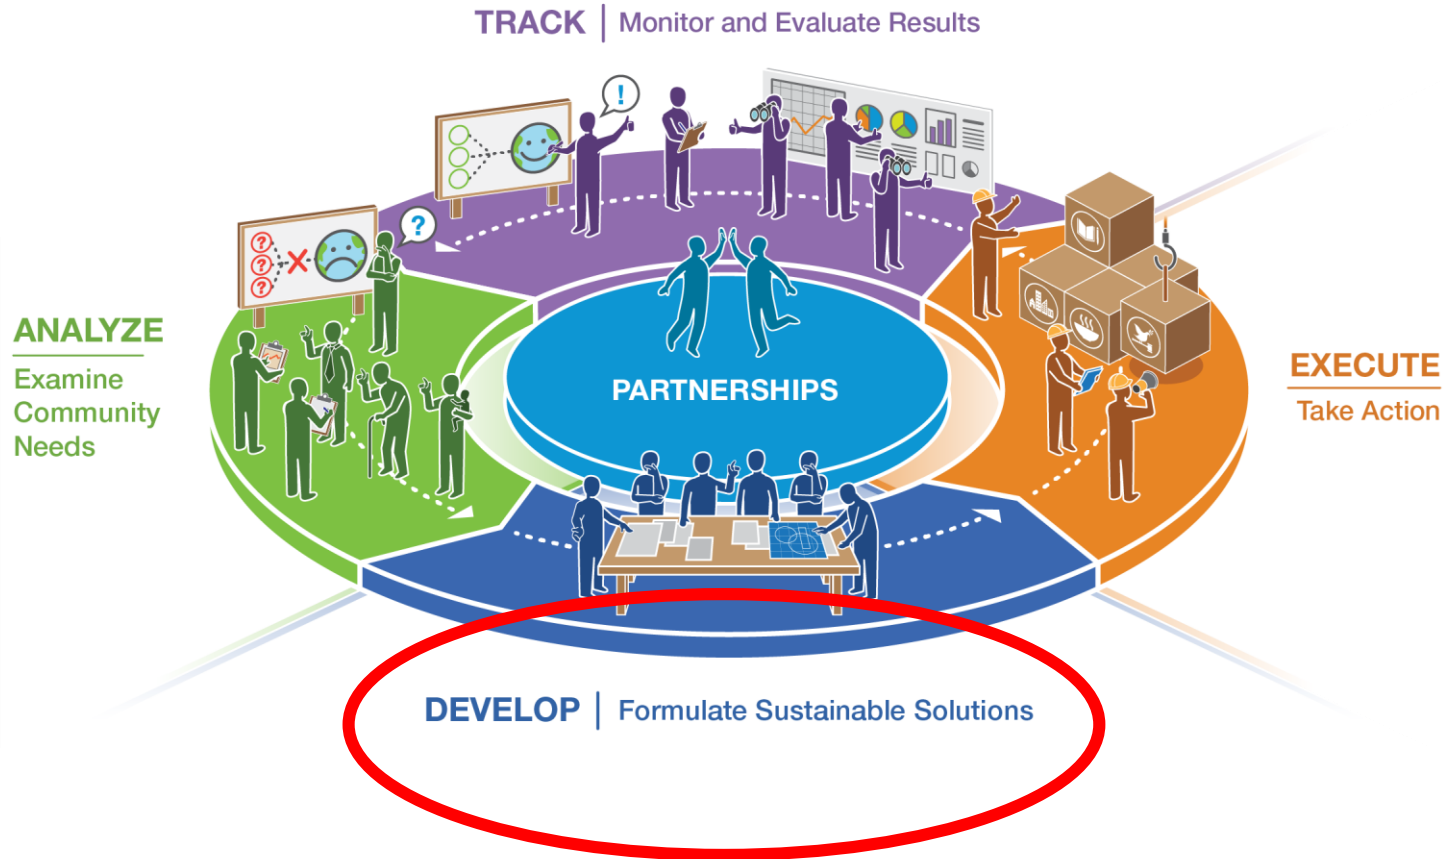 TRACK | Monitor and Evaluate Results
!
?
?
?
?
ANALYZE
Examine
Community
Needs
PARTNERSHIPS
EXECUTE
Take Action
DEVELOP | Formulate Sustainable Solutions